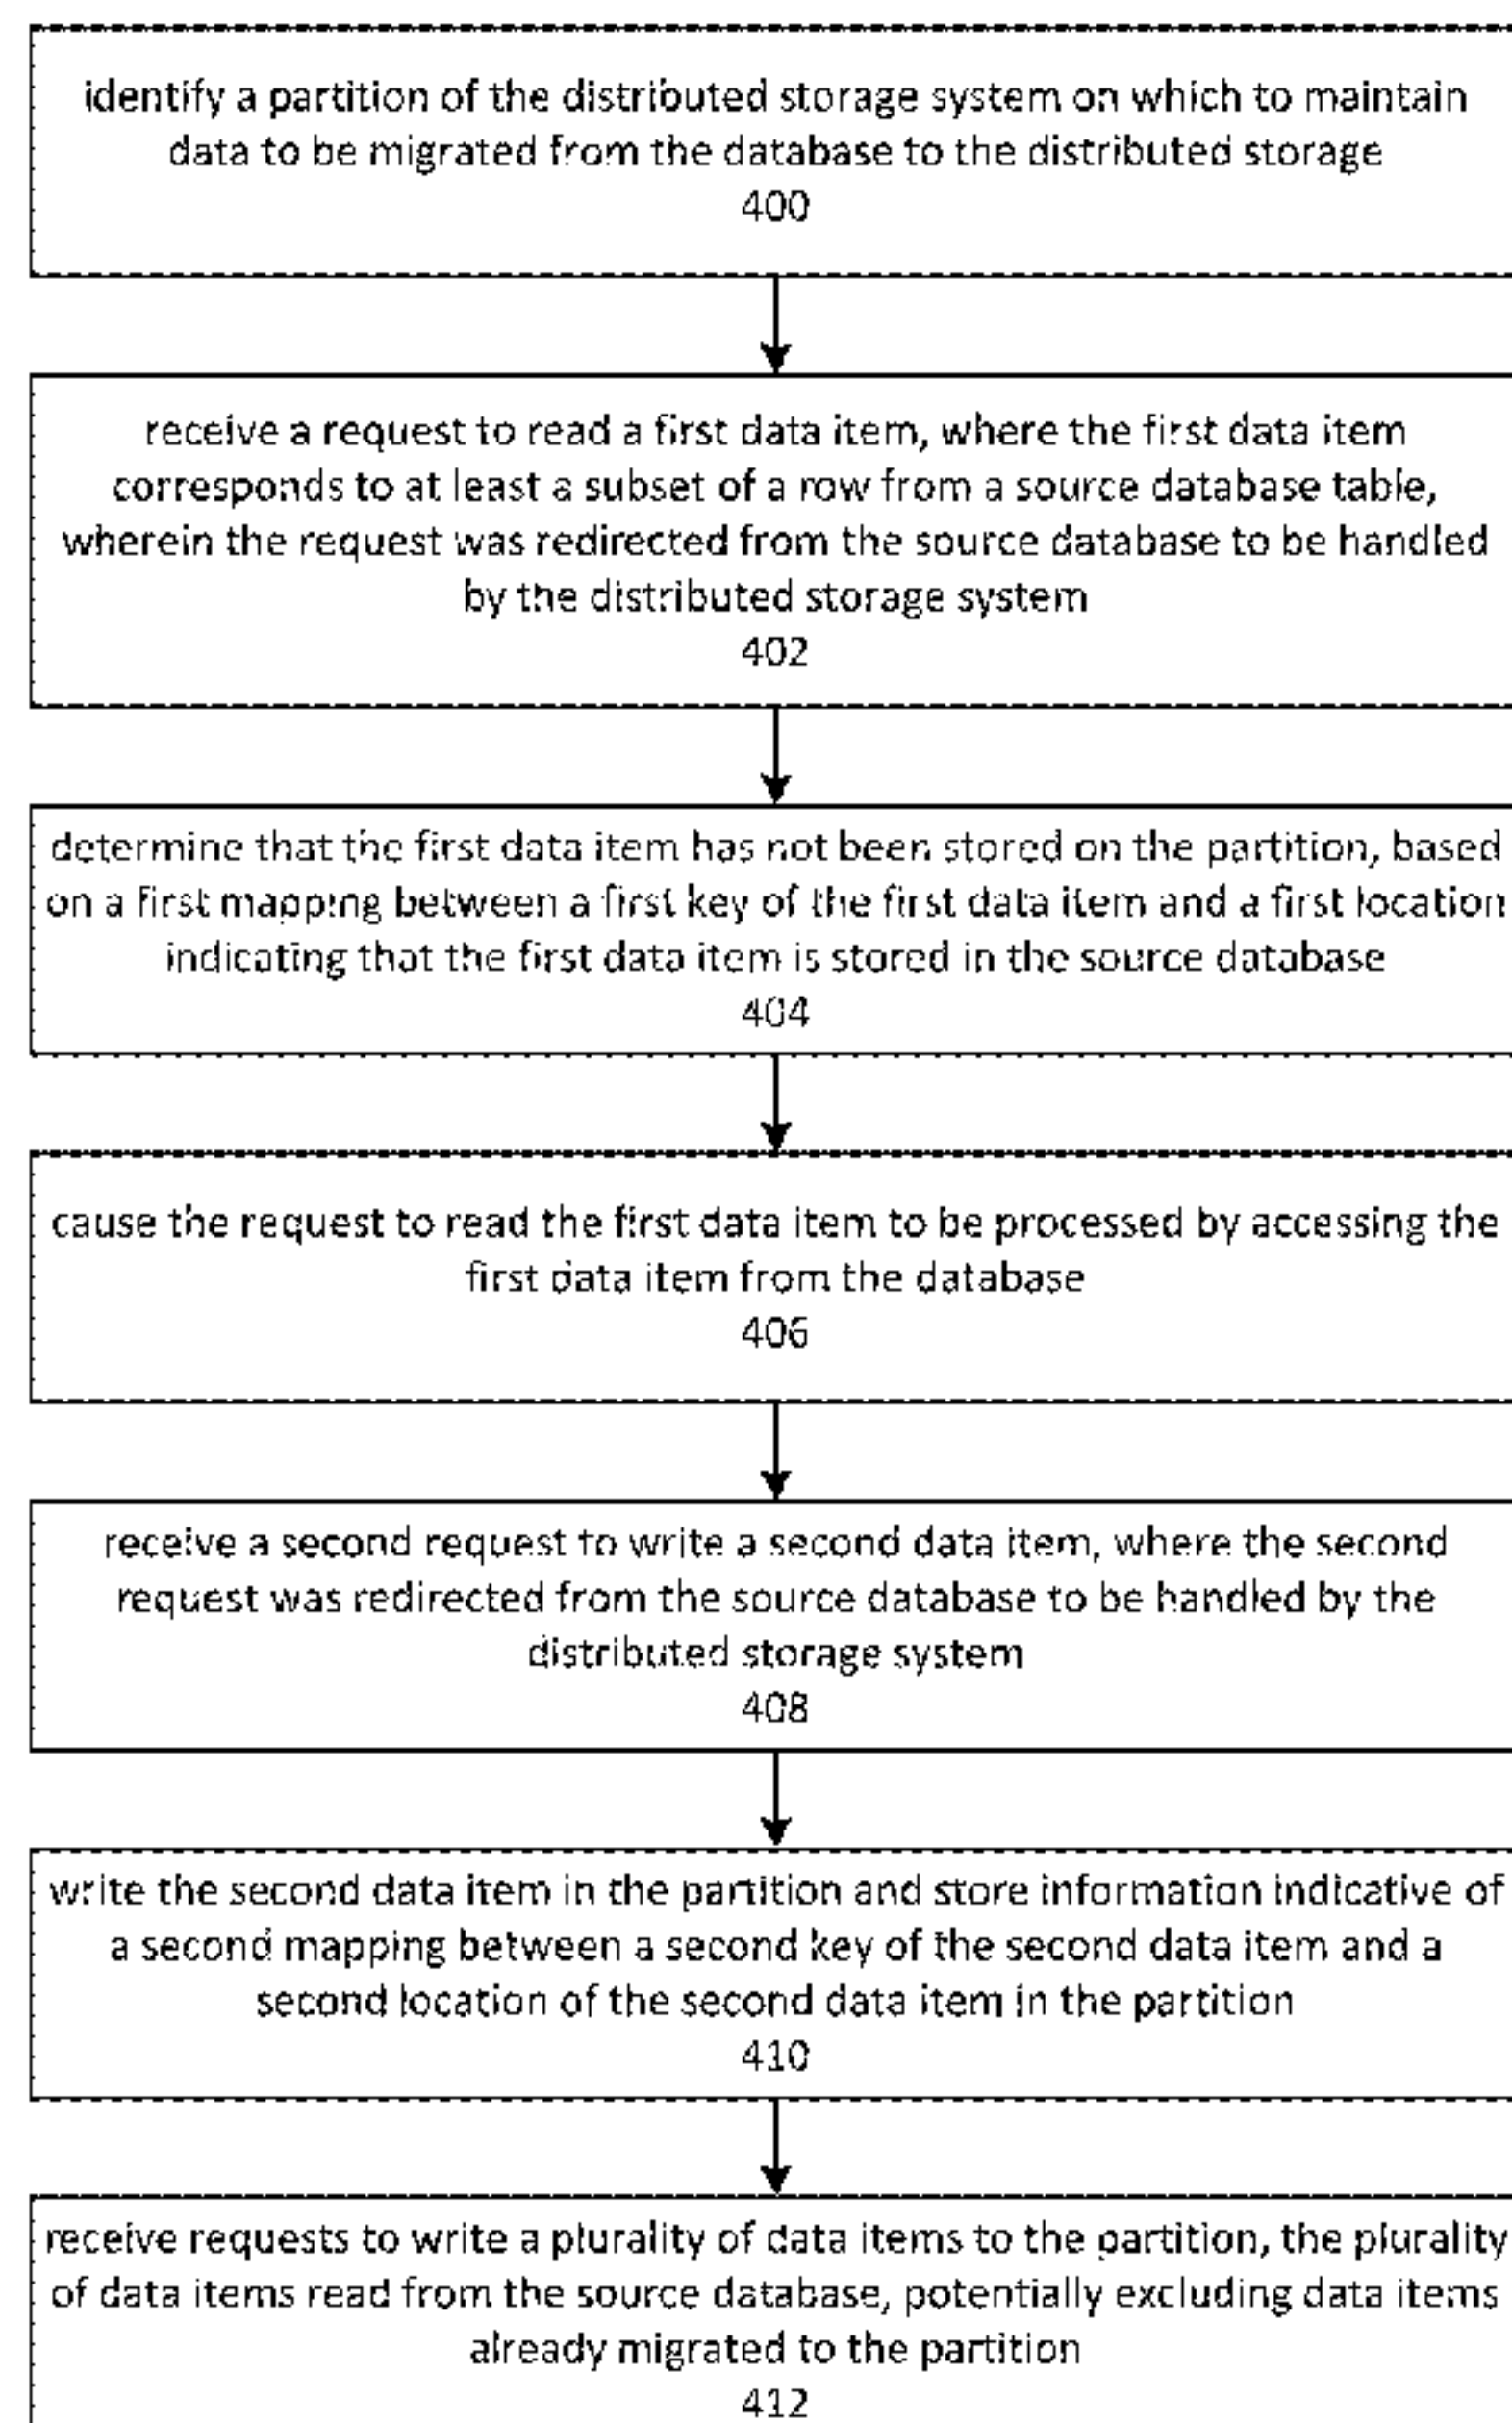 identify a partition of the distributed storage system on which to maintain
data to be migrated from the database to the distributed storage
400
receive a request to read a first data item, where the first data item
corresponds to at least a subset of a row from a source database table,
wherein the request was redirected from the source database to be handled
by the distributed storage system
402
determine that the first data item has not been stored on the partition, based
on a first mapping between a first key of the first data item and a first location
indicating that the first data item is stored in the source database
404
cause the request to read the first data item to be processed by accessing the
first data item from the database
406
receive a second request to write a second data item, where the second
request was redirected from the source database to be handled by the
distributed storage system
408
write the second data item in the partition and store information indicative of
a second mapping between a second key of the second data item and a
second location of the second data item in the partition
410
receive requests to write a plurality of data items to the partition, the plurality
of data items read from the source database, potentially excluding data items
already migrated to the partition
412